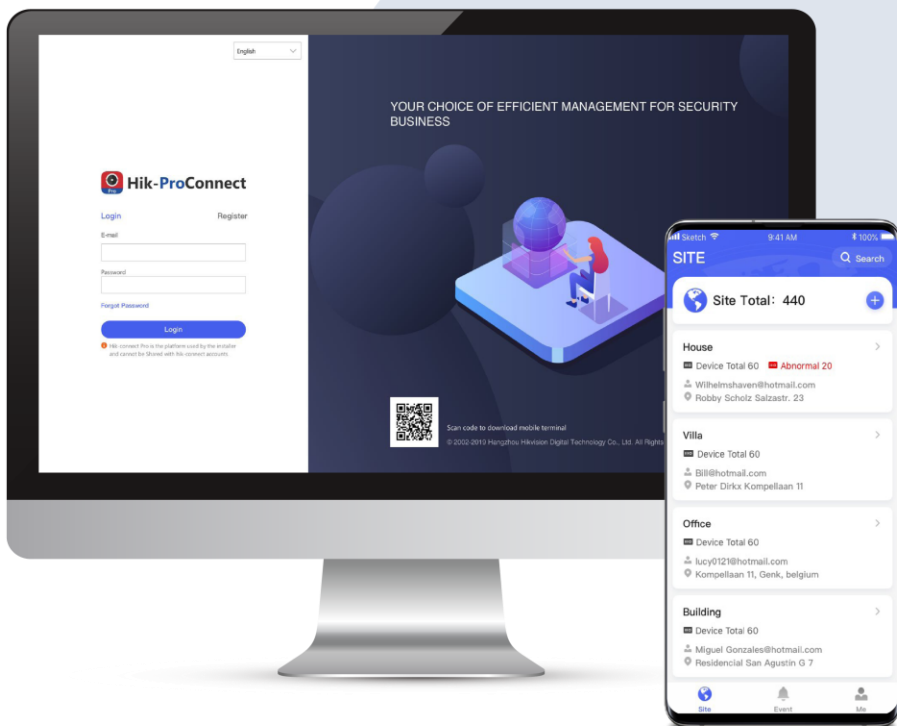 English
YOUR CHOICE OF EFFICIENT MANAGEMENT FOR SECURITY
BUSINESS
Hik-ProConnect
Login Register
E-mail
Password
Forgot Password
Login
Hik-connect Pro is the platform used by the installer
and cannot be Shared with hik-connect accounts
Scan code to download mobile terminal
© 2002-2019 Hangzhou Hikvision Digital Technology Co., Ltd. All Rights
Sketch 9:41 AM 100%
SITE Search
Site Total: 440
House
Device Total 60 Abnormal 20
Wilhelmshaven@hotmail.com
Robby Scholz Salzastr. 23
Villa
Device Total 60
Bill@hotmail.com
Peter Dirkx Kompellaan 11
Office
Device Total 60
lucy0121@hotmail.com
Kompellaan 11, Genk, belgium
Building
Device Total 60
Miguel Gonzales@hotmail.com
Residencial San Agustin G 7
Site Event Me